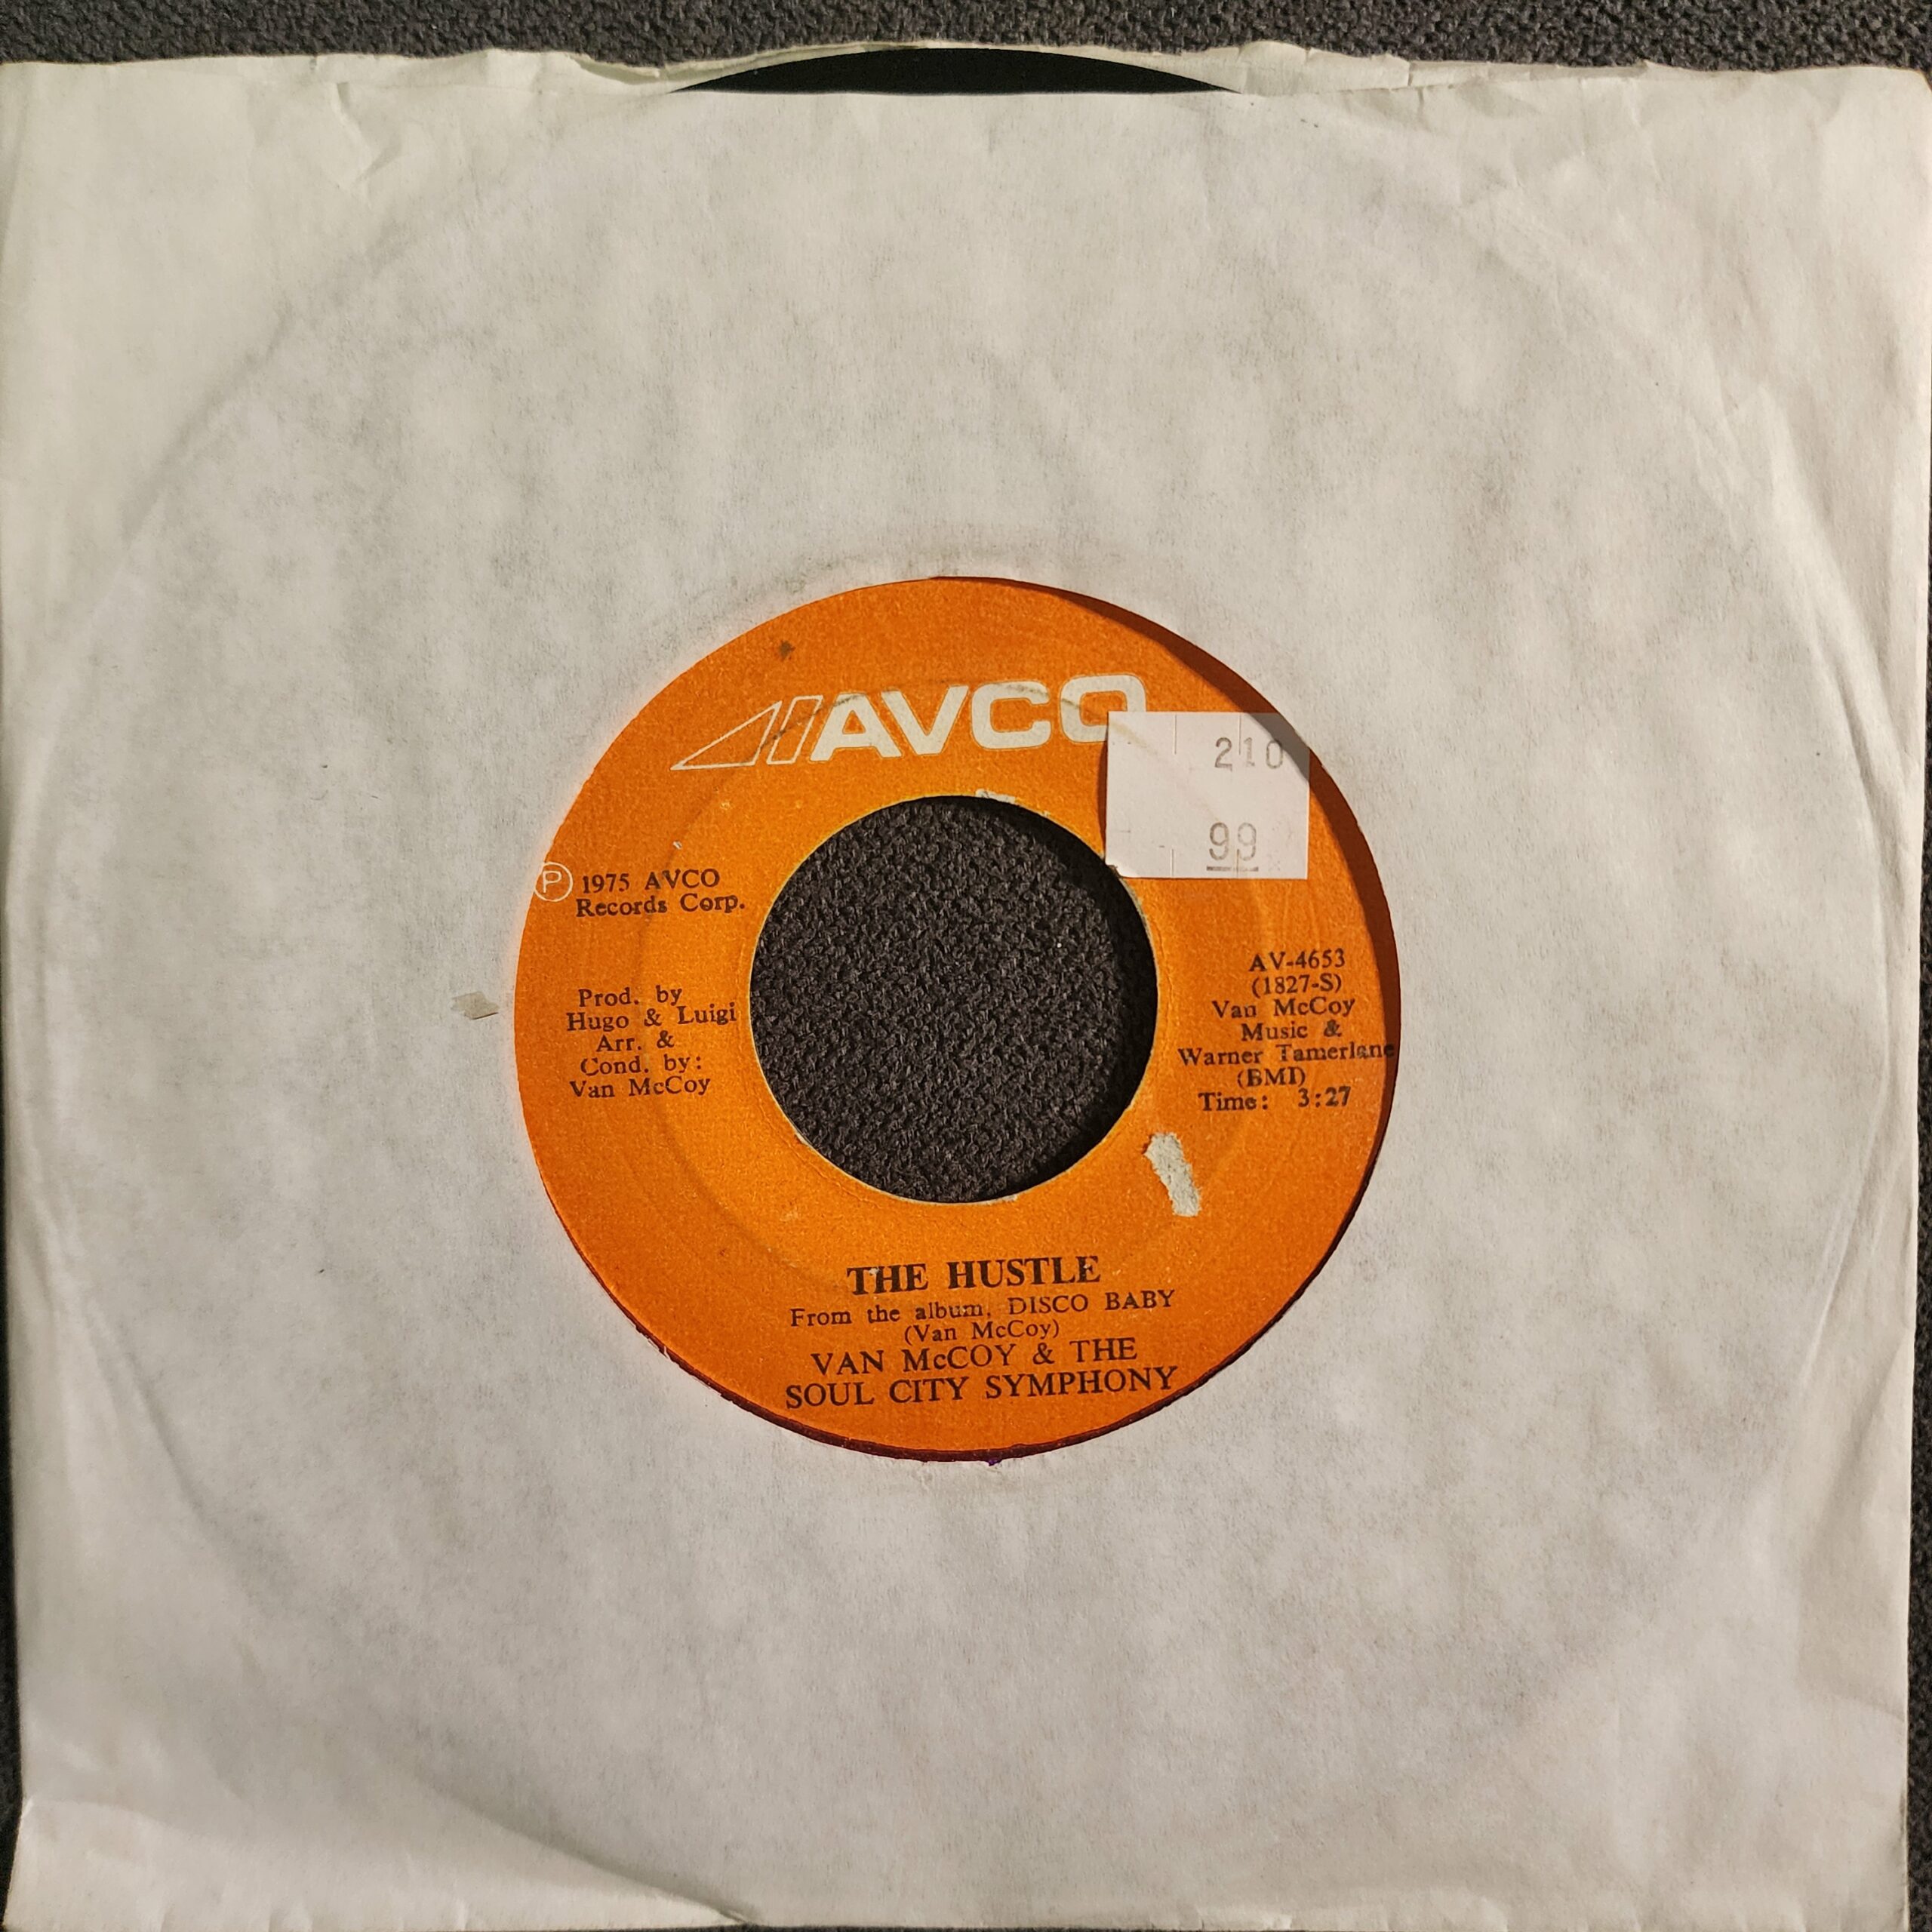 AVCO
210
99
Ⓟ 1975 AVCO
Records Corp.
Prod. by
Hugo & Luigi
Arr. &
Cond. by:
Van McCoy
AV-4653
(1827-S)
Van McCoy
Music &
Warner Tamerlane
(BMI)
Time: 3:27
THE HUSTLE
From the album, DISCO BABY
(Van McCoy)
VAN McCOY & THE
SOUL CITY SYMPHONY